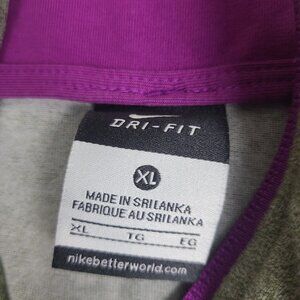 DRI-FIT
XL
MADE IN SRI LANKA
FABRIQUE AU SRI LANKA
XL TG EG
nikebetterworld.com